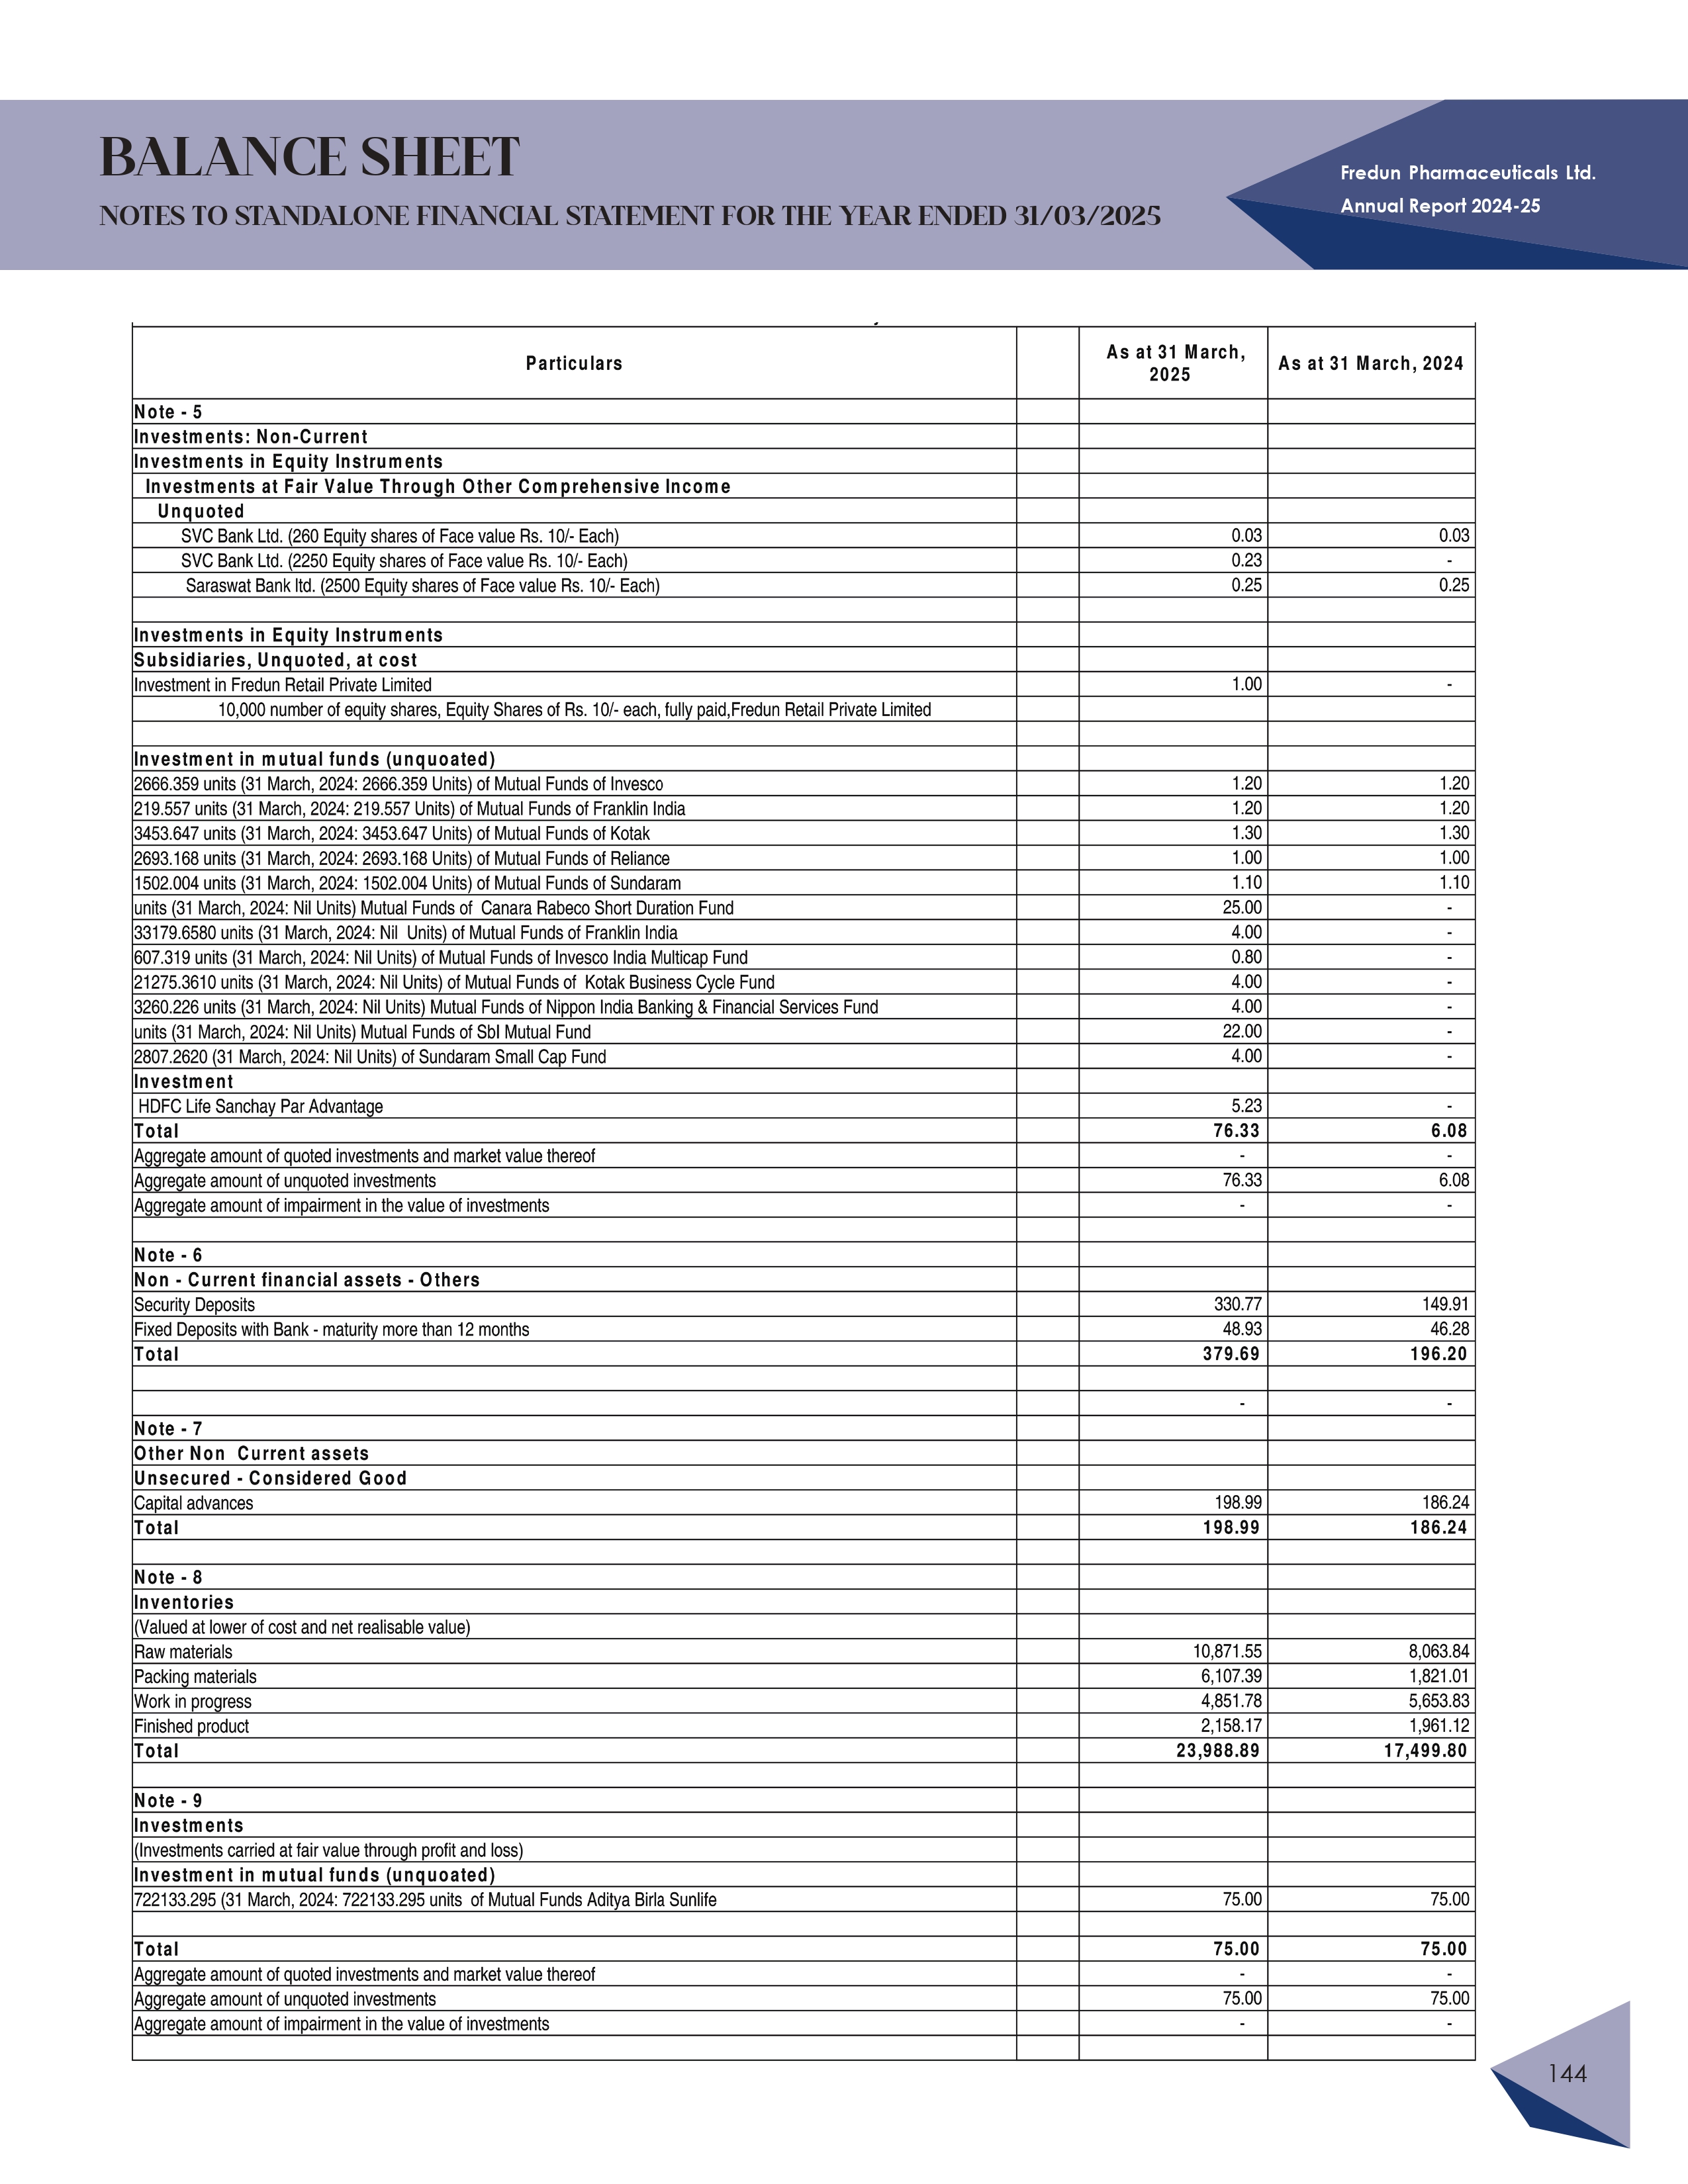 BALANCE SHEET
NOTES TO STANDALONE FINANCIAL STATEMENT FOR THE YEAR ENDED 31/03/2025
Fredun Pharmaceuticals Ltd.
Annual Report 2024-25
Particulars As at 31 March, 2025 As at 31 March, 2024
Note - 5
Investments: Non-Current
Investments in Equity Instruments
Investments at Fair Value Through Other Comprehensive Income
Unquoted
SVC Bank Ltd. (260 Equity shares of Face value Rs. 10/- Each) 0.03 0.03
SVC Bank Ltd. (2250 Equity shares of Face value Rs. 10/- Each) 0.23 -
Saraswat Bank ltd. (2500 Equity shares of Face value Rs. 10/- Each) 0.25 0.25
Investments in Equity Instruments
Subsidiaries, Unquoted, at cost
Investment in Fredun Retail Private Limited 1.00 -
10,000 number of equity shares, Equity Shares of Rs. 10/- each, fully paid,Fredun Retail Private Limited
Investment in mutual funds (unquoated)
2666.359 units (31 March, 2024: 2666.359 Units) of Mutual Funds of Invesco 1.20 1.20
219.557 units (31 March, 2024: 219.557 Units) of Mutual Funds of Franklin India 1.20 1.20
3453.647 units (31 March, 2024: 3453.647 Units) of Mutual Funds of Kotak 1.30 1.30
2693.168 units (31 March, 2024: 2693.168 Units) of Mutual Funds of Reliance 1.00 1.00
1502.004 units (31 March, 2024: 1502.004 Units) of Mutual Funds of Sundaram 1.10 1.10
units (31 March, 2024: Nil Units) Mutual Funds of Canara Rabeco Short Duration Fund 25.00 -
33179.6580 units (31 March, 2024: Nil Units) of Mutual Funds of Franklin India 4.00 -
607.319 units (31 March, 2024: Nil Units) of Mutual Funds of Invesco India Multicap Fund 0.80 -
21275.3610 units (31 March, 2024: Nil Units) of Mutual Funds of Kotak Business Cycle Fund 4.00 -
3260.226 units (31 March, 2024: Nil Units) Mutual Funds of Nippon India Banking & Financial Services Fund 4.00 -
units (31 March, 2024: Nil Units) Mutual Funds of SbI Mutual Fund 22.00 -
2807.2620 (31 March, 2024: Nil Units) of Sundaram Small Cap Fund 4.00 -
Investment
HDFC Life Sanchay Par Advantage 5.23 -
Total 76.33 6.08
Aggregate amount of quoted investments and market value thereof - -
Aggregate amount of unquoted investments 76.33 6.08
Aggregate amount of impairment in the value of investments - -
Note - 6
Non - Current financial assets - Others
Security Deposits 330.77 149.91
Fixed Deposits with Bank - maturity more than 12 months 48.93 46.28
Total 379.69 196.20
- -
Note - 7
Other Non Current assets
Unsecured - Considered Good
Capital advances 198.99 186.24
Total 198.99 186.24
Note - 8
Inventories
(Valued at lower of cost and net realisable value)
Raw materials 10,871.55 8,063.84
Packing materials 6,107.39 1,821.01
Work in progress 4,851.78 5,653.83
Finished product 2,158.17 1,961.12
Total 23,988.89 17,499.80
Note - 9
Investments
(Investments carried at fair value through profit and loss)
Investment in mutual funds (unquoated)
722133.295 (31 March, 2024: 722133.295 units of Mutual Funds Aditya Birla Sunlife 75.00 75.00
Total 75.00 75.00
Aggregate amount of quoted investments and market value thereof - -
Aggregate amount of unquoted investments 75.00 75.00
Aggregate amount of impairment in the value of investments - -
144